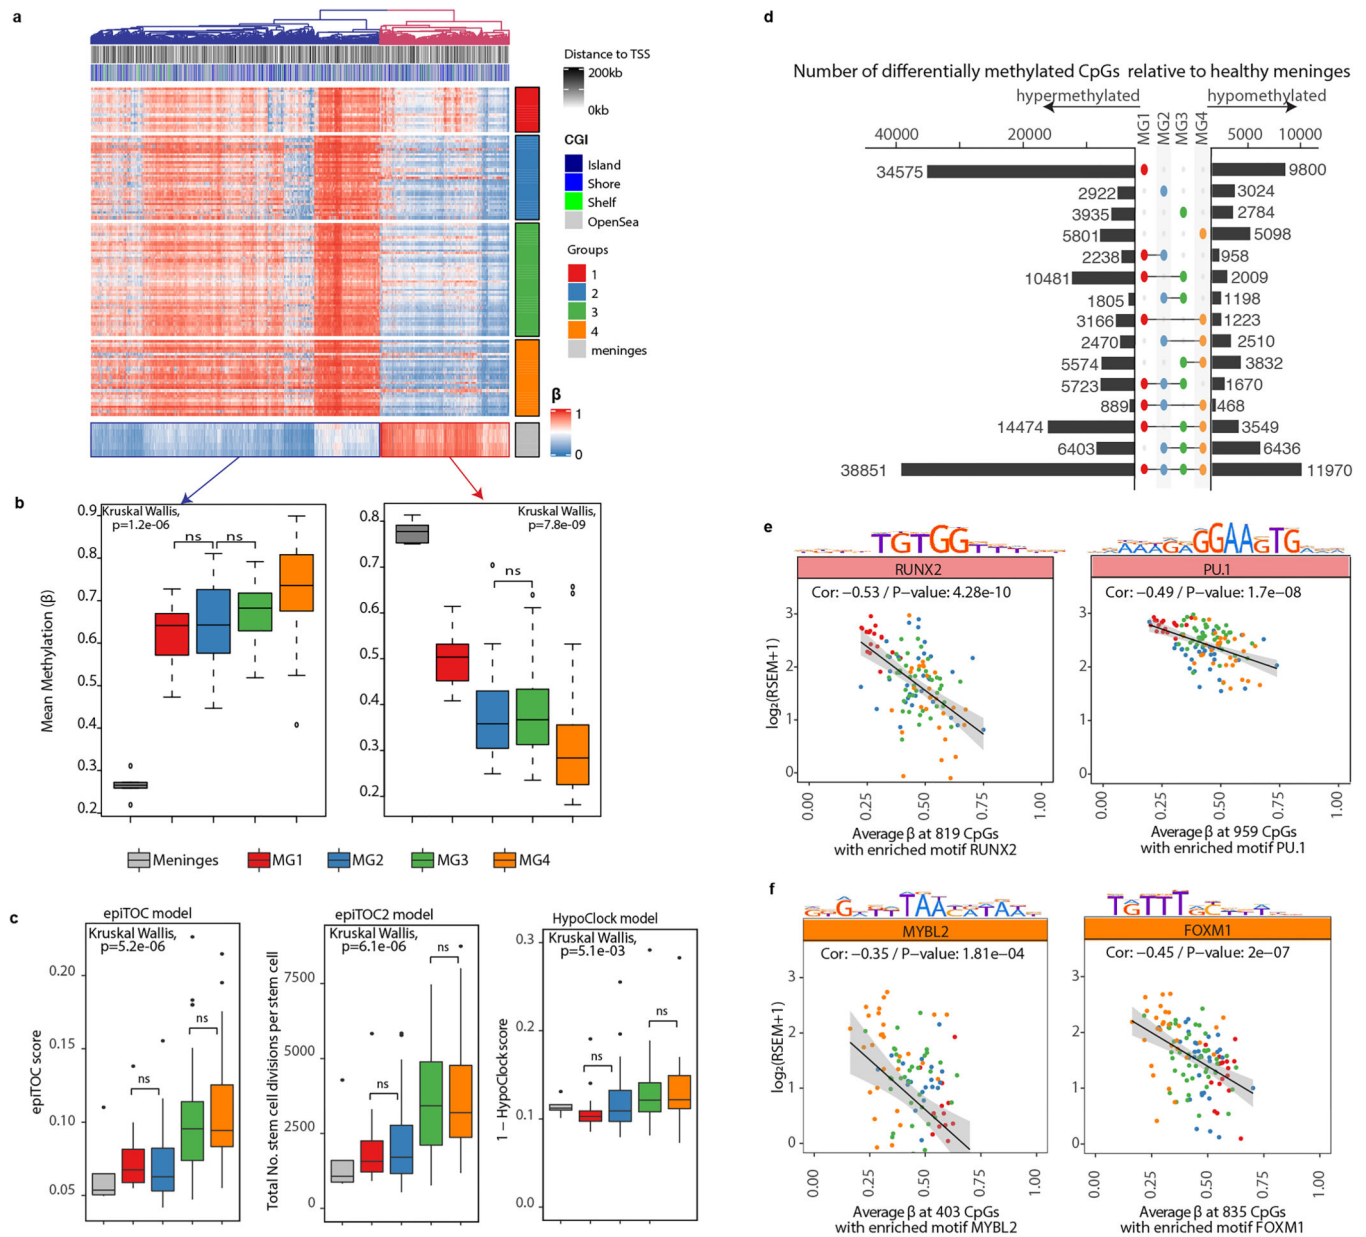 a
Distance to TSS
200kb
0kb
CGI
Island
Shore
Shelf
OpenSea
Groups
1
2
3
4
meninges
β
1
0
b
Kruskal Wallis,
p=1.2e-06
ns
ns
Mean Methylation (β)
0.9
0.8
0.7
0.6
0.5
0.4
0.3
0.2
Kruskal Wallis,
p=7.8e-09
ns
0.8
0.7
0.6
0.5
0.4
0.3
0.2
Meninges
MG1
MG2
MG3
MG4
c
epiTOC model
Kruskal Wallis,
p=5.2e-06
ns
ns
epiTOC score
0.20
0.15
0.10
0.05
epiTOC2 model
Kruskal Wallis,
p=6.1e-06
ns
ns
Total No. stem cell divisions per stem cell
7500
5000
2500
0
HypoClock model
Kruskal Wallis,
p=5.1e-03
ns
ns
1 − HypoClock score
0.3
0.2
0.1
0.0
d
Number of differentially methylated CpGs relative to healthy meninges
hypermethylated
hypomethylated
MG1
MG2
MG3
MG4
40000
20000
5000
10000
34575
9800
2922
3024
3935
2784
5801
5098
2238
958
10481
2009
1805
1198
3166
1223
2470
2510
5574
3832
5723
1670
889
468
14474
3549
6403
6436
38851
11970
e
TGTGG
RUNX2
Cor: −0.53 / P−value: 4.28e−10
log₂(RSEM+1)
3
2
1
0
0.00
0.25
0.50
0.75
1.00
Average β at 819 CpGs
with enriched motif RUNX2
AAAGAGGAAGTG
PU.1
Cor: −0.49 / P−value: 1.7e−08
3
2
1
0
0.00
0.25
0.50
0.75
1.00
Average β at 959 CpGs
with enriched motif PU.1
f
MYBL2
Cor: −0.35 / P−value: 1.81e−04
log₂(RSEM+1)
3
2
1
0
0.00
0.25
0.50
0.75
1.00
Average β at 403 CpGs
with enriched motif MYBL2
TGTTT
FOXM1
Cor: −0.45 / P−value: 2e−07
3
2
1
0
0.00
0.25
0.50
0.75
1.00
Average β at 835 CpGs
with enriched motif FOXM1